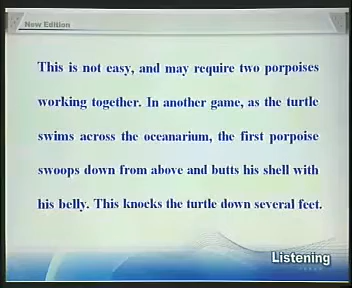 New Edition
This is not easy, and may require two porpoises
working together. In another game, as the turtle
swims across the oceanarium, the first porpoise
swoops down from above and butts his shell with
his belly. This knocks the turtle down several feet.
Listening